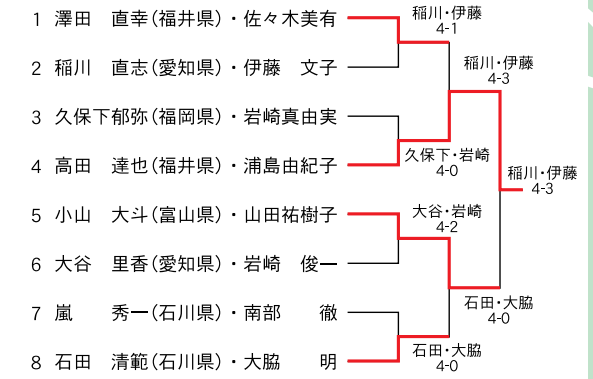 1 澤田 直幸(福井県)・佐々木美有
2 稲川 直志(愛知県)・伊藤 文子
3 久保下郁弥(福岡県)・岩崎真由実
4 高田 達也(福井県)・浦島由紀子
5 小山 大斗(富山県)・山田祐樹子
6 大谷 里香(愛知県)・岩崎 俊一
7 嵐 秀一(石川県)・南部 徹
8 石田 清範(石川県)・大脇 明
稲川・伊藤
4-1
久保下・岩崎
4-0
大谷・岩崎
4-2
石田・大脇
4-0
稲川・伊藤
4-3
石田・大脇
4-0
稲川・伊藤
4-3